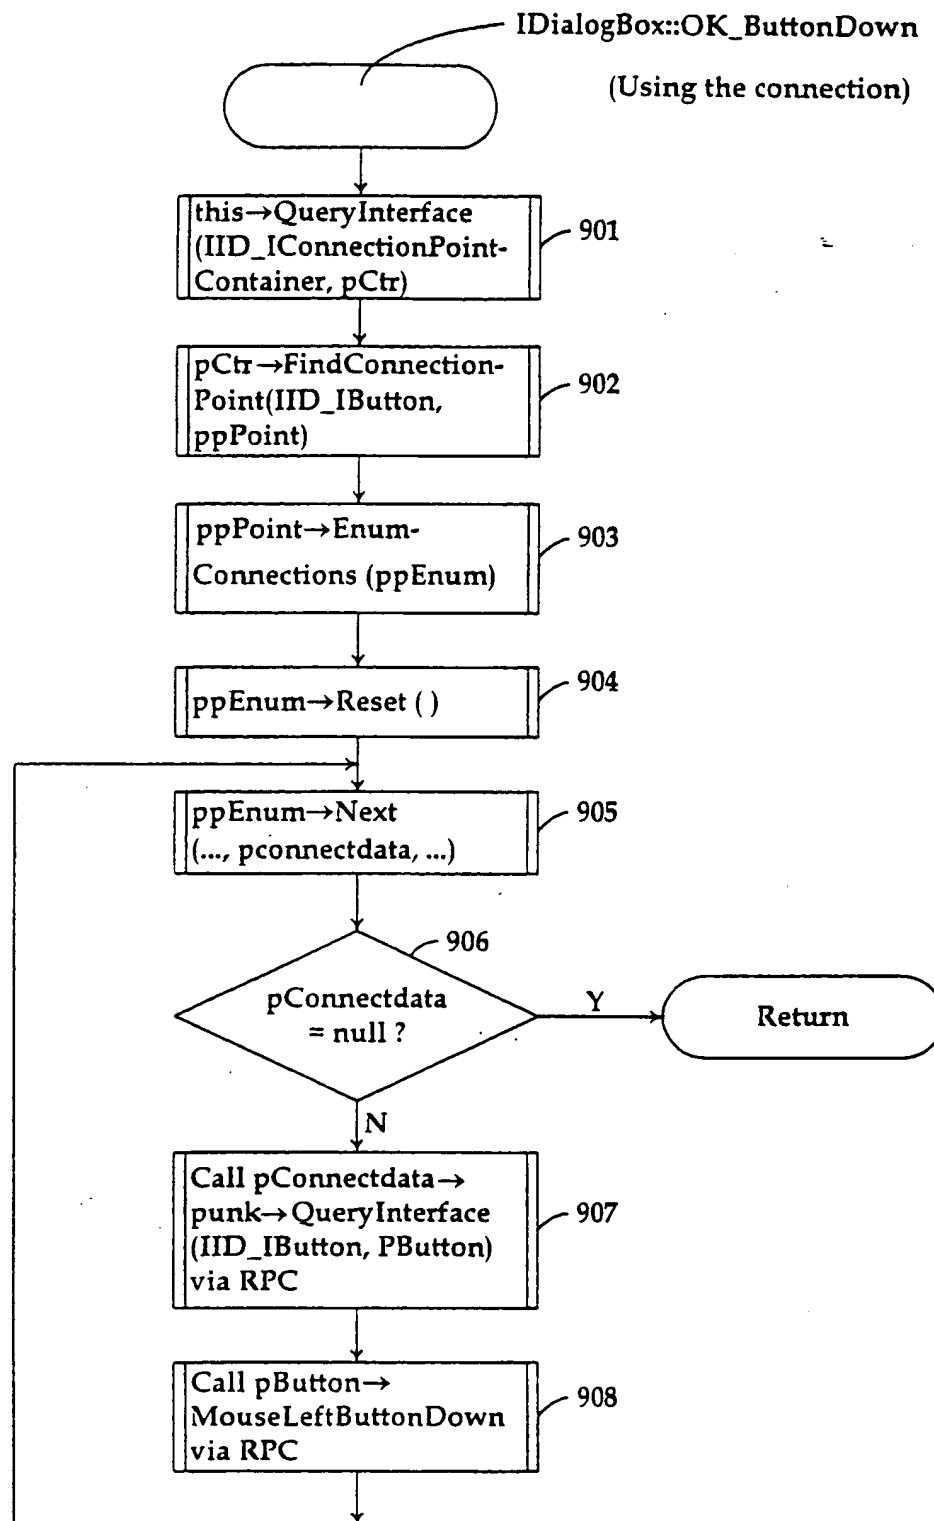 IDialogBox::OK_ButtonDown
(Using the connection)
this→QueryInterface
(IID_IConnectionPoint-
Container, pCtr)
901
pCtr→FindConnection-
Point(IID_IButton,
ppPoint)
902
ppPoint→Enum-
Connections (ppEnum)
903
ppEnum→Reset ( )
904
ppEnum→Next
(..., pconnectdata, ...)
905
906
pConnectdata
= null ?
Y
Return
N
Call pConnectdata→
punk→QueryInterface
(IID_IButton, PButton)
via RPC
907
Call pButton→
MouseLeftButtonDown
via RPC
908